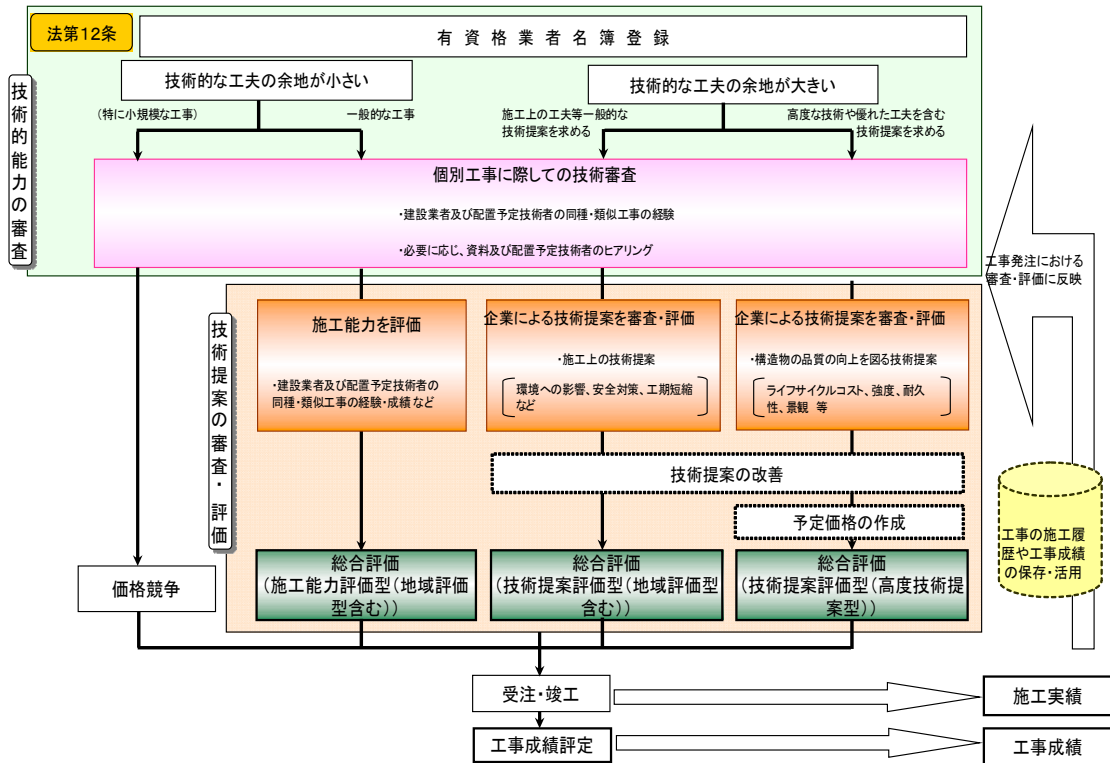 法第12条
有資格業者名簿登録
技術的能力の審査
技術的な工夫の余地が小さい
技術的な工夫の余地が大きい
(特に小規模な工事)
一般的な工事
施工上の工夫等一般的な
技術提案を求める
高度な技術や優れた工夫を含む
技術提案を求める
個別工事に際しての技術審査
・建設業者及び配置予定技術者の同種・類似工事の経験
・必要に応じ、資料及び配置予定技術者のヒアリング
工事発注における
審査・評価に反映
技術提案の審査・評価
施工能力を評価
・建設業者及び配置予定技術者の
同種・類似工事の経験・成績など
企業による技術提案を審査・評価
・施工上の技術提案
環境への影響、安全対策、工期短縮
など
企業による技術提案を審査・評価
・構造物の品質の向上を図る技術提案
ライフサイクルコスト、強度、耐久
性、景観 等
技術提案の改善
予定価格の作成
工事の施工履
歴や工事成績
の保存・活用
価格競争
総合評価
(施工能力評価型(地域評価
型含む))
総合評価
(技術提案評価型(地域評価型
含む))
総合評価
(技術提案評価型(高度技術提
案型))
受注・竣工
施工実績
工事成績評定
工事成績